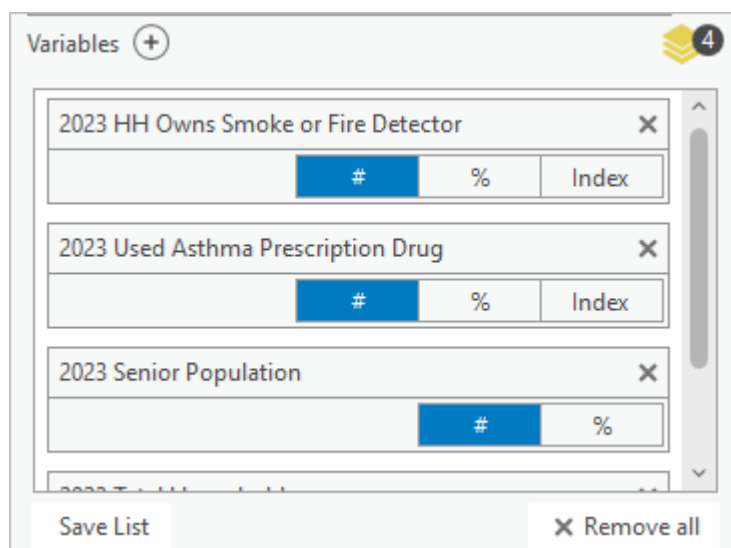 Variables
4
2023 HH Owns Smoke or Fire Detector
# % Index
2023 Used Asthma Prescription Drug
# % Index
2023 Senior Population
# %
Save List
Remove all